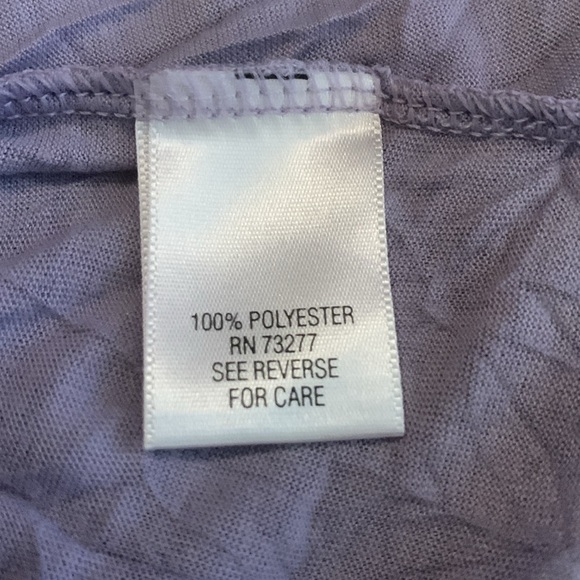 100% POLYESTER
RN 73277
SEE REVERSE
FOR CARE